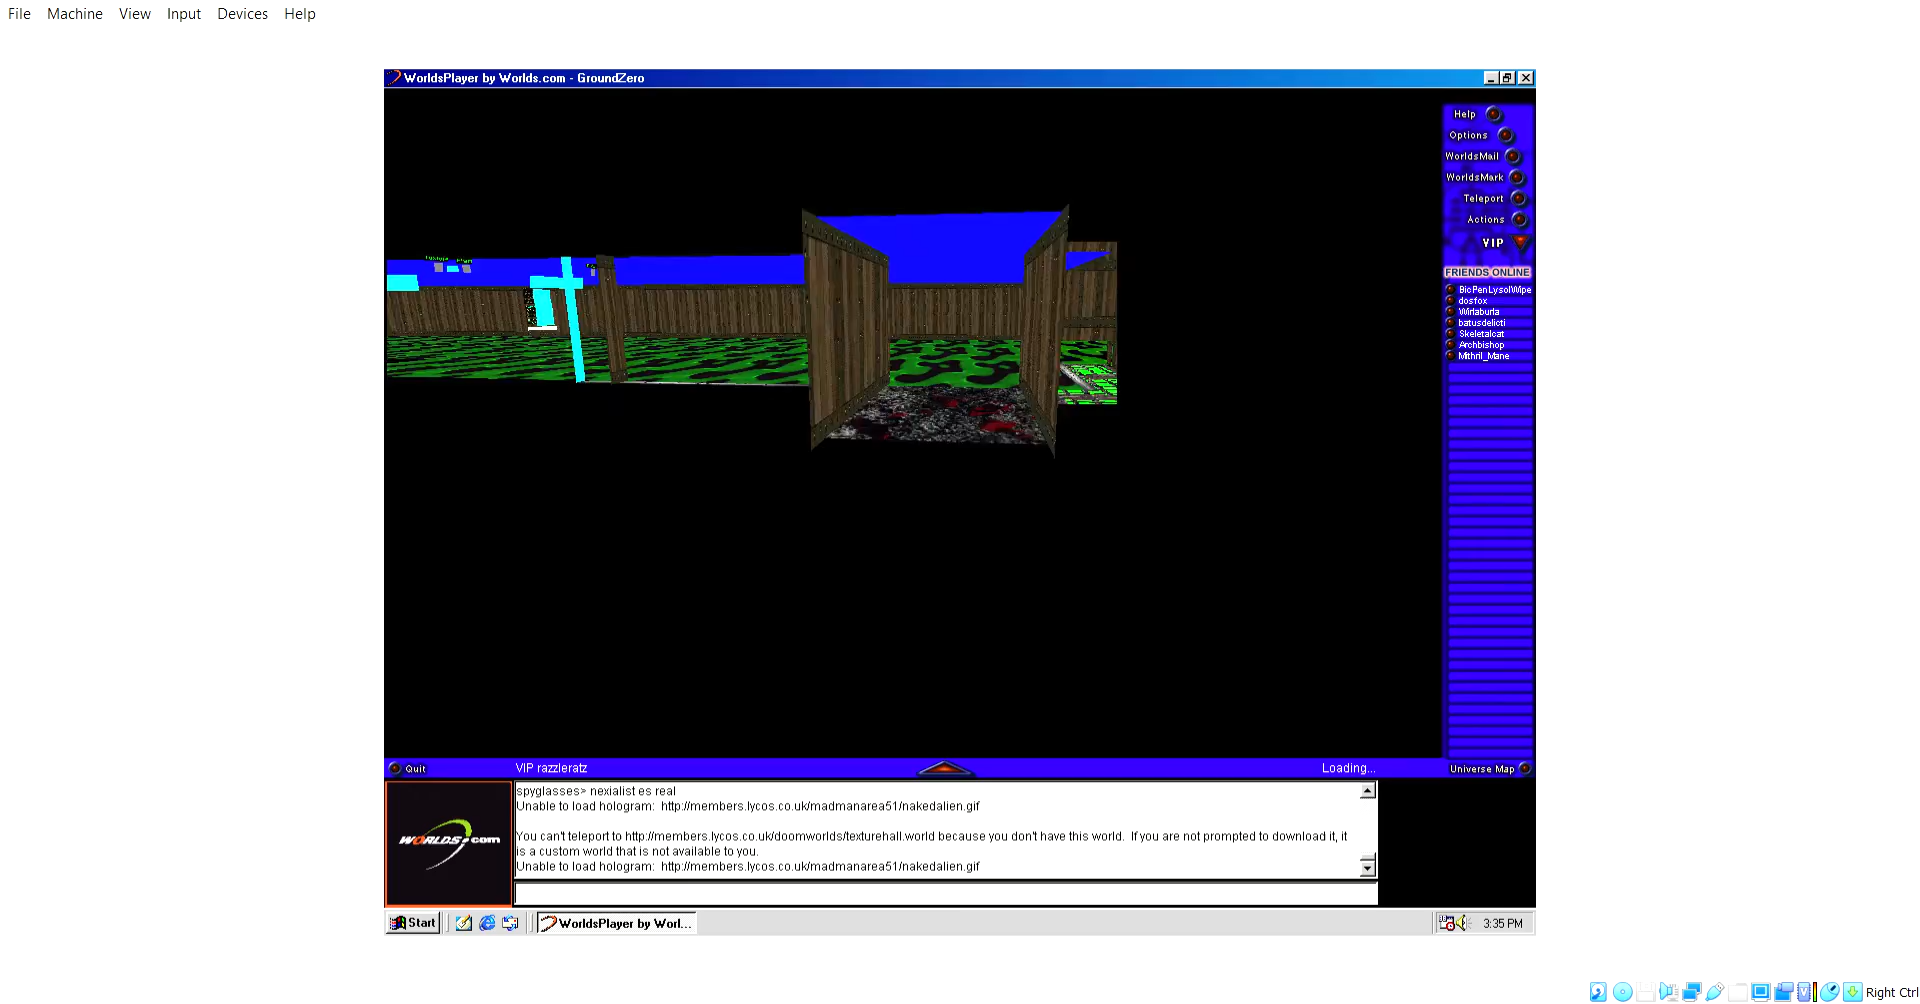 File Machine View Input Devices Help
WorldsPlayer by Worlds.com - GroundZero
Help
Options
WorldsMail
WorldsMark
Teleport
Actions
VIP
FRIENDS ONLINE
BicPenLysolWipe
dosfox
Wirlaburla
batusdelicti
Skeletalcat
Archbishop
Mithril_Mane
Quit
VIP razzleratz
Loading...
Universe Map
WORLDS.com
spyglasses> nexialist es real
Unable to load hologram: http://members.lycos.co.uk/madmanarea51/nakedalien.gif
You can't teleport to http://members.lycos.co.uk/doomworlds/texturehall.world because you don't have this world. If you are not prompted to download it, it
is a custom world that is not available to you.
Unable to load hologram: http://members.lycos.co.uk/madmanarea51/nakedalien.gif
Start
WorldsPlayer by Worl...
3:35 PM
Right Ctrl